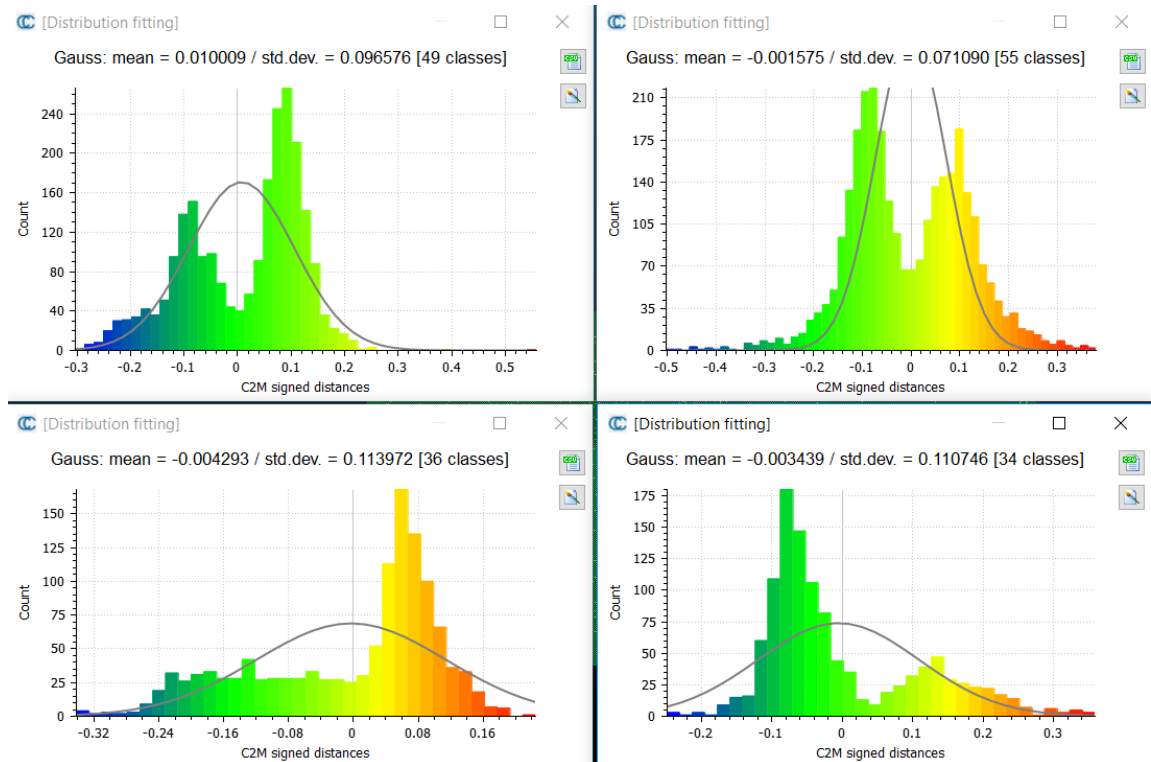 [Distribution fitting]
Gauss: mean = 0.010009 / std.dev. = 0.096576 [49 classes]
CSV
240
200
160
120
80
40
0
Count
-0.3 -0.2 -0.1 0 0.1 0.2 0.3 0.4 0.5
C2M signed distances
[Distribution fitting]
Gauss: mean = -0.001575 / std.dev. = 0.071090 [55 classes]
CSV
210
175
140
105
70
35
0
Count
-0.5 -0.4 -0.3 -0.2 -0.1 0 0.1 0.2 0.3
C2M signed distances
[Distribution fitting]
Gauss: mean = -0.004293 / std.dev. = 0.113972 [36 classes]
CSV
150
125
100
75
50
25
0
Count
-0.32 -0.24 -0.16 -0.08 0 0.08 0.16
C2M signed distances
[Distribution fitting]
Gauss: mean = -0.003439 / std.dev. = 0.110746 [34 classes]
CSV
175
150
125
100
75
50
25
0
Count
-0.2 -0.1 0 0.1 0.2 0.3
C2M signed distances